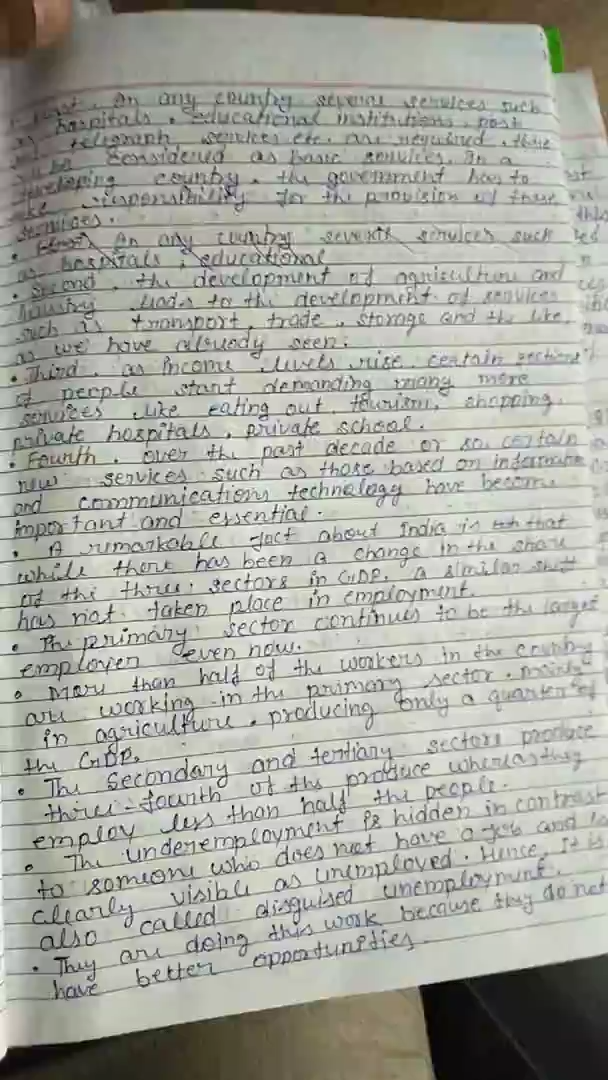 First, In any country several services such
as hospitals, educational institutions, post
and telegraph services etc. are required. these
can be considered as basic services. In a
developing country, the government has to
take responsibility for the provision of these
services.
• First, In any country several services such
as hospitals, educational
• Second, the development of agriculture and
industry leads to the development of services
such as transport, trade, storage and the like,
as we have already seen.
• Third, as income levels rise, certain sections
of people start demanding many more
services like eating out, tourism, shopping,
private hospitals, private school.
• Fourth, over the past decade or so, certain
new services such as those based on information
and communications technology have become
important and essential.
• A remarkable fact about India is that
while there has been a change in the share
of the three sectors in GDP, a similar shift
has not taken place in employment.
• The primary sector continues to be the largest
employer even now.
• More than half of the workers in the country
are working in the primary sector, mainly
in agriculture, producing only a quarter of
the GDP.
• The secondary and tertiary sectors produce
three-fourth of the produce whereas they
employ less than half the people.
• The underemployment is hidden in contrast
to someone who does not have a job and is
clearly visible as unemployed. Hence, It is
also called disguised unemployment.
• They are doing this work because they do not
have better opportunities.